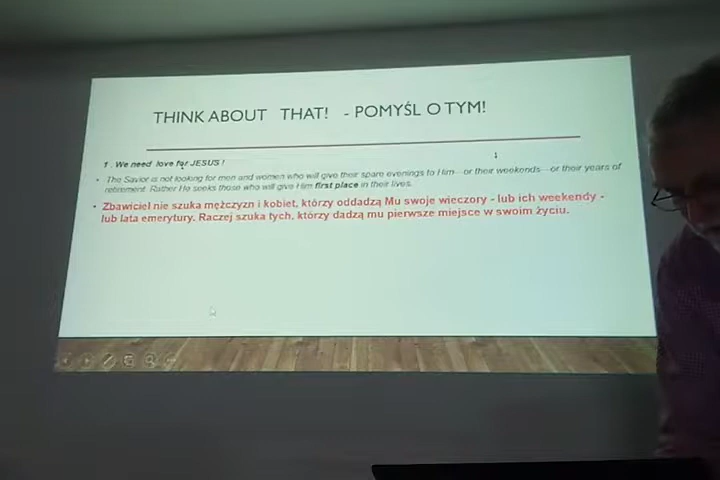 THINK ABOUT THAT! - POMYŚL O TYM!
1 . We need love for JESUS !
• The Savior is not looking for men and women who will give their spare evenings to Him—or their weekends—or their years of
retirement. Rather He seeks those who will give Him first place in their lives.
• Zbawiciel nie szuka mężczyzn i kobiet, którzy oddadzą Mu swoje wieczory - lub ich weekendy -
lub lata emerytury. Raczej szuka tych, którzy dadzą mu pierwsze miejsce w swoim życiu.